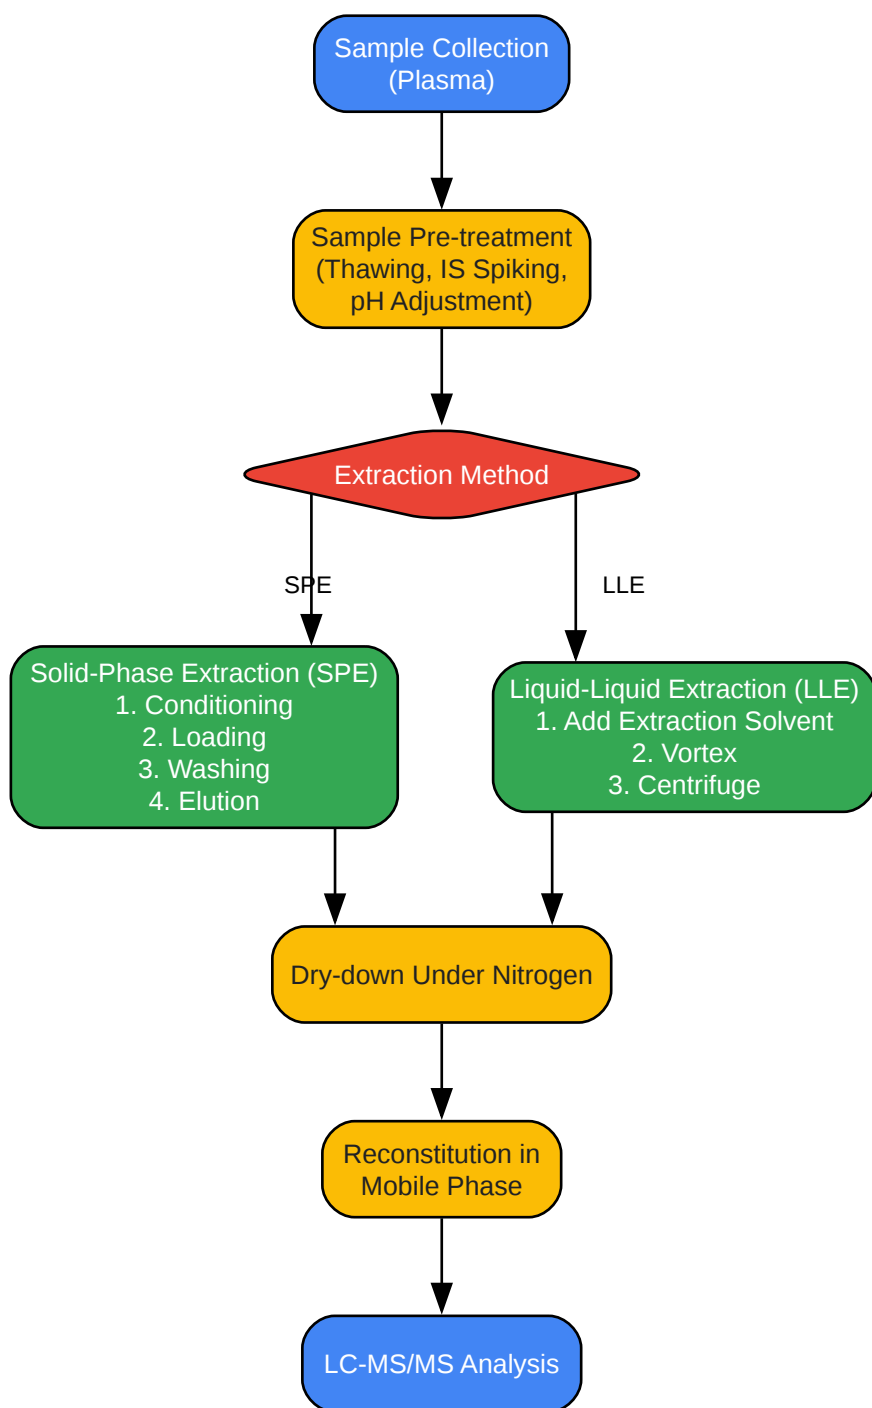 Sample Collection
(Plasma)
Sample Pre-treatment
(Thawing, IS Spiking,
pH Adjustment)
Extraction Method
SPE
LLE
Solid-Phase Extraction (SPE)
1. Conditioning
2. Loading
3. Washing
4. Elution
Liquid-Liquid Extraction (LLE)
1. Add Extraction Solvent
2. Vortex
3. Centrifuge
Dry-down Under Nitrogen
Reconstitution in
Mobile Phase
LC-MS/MS Analysis